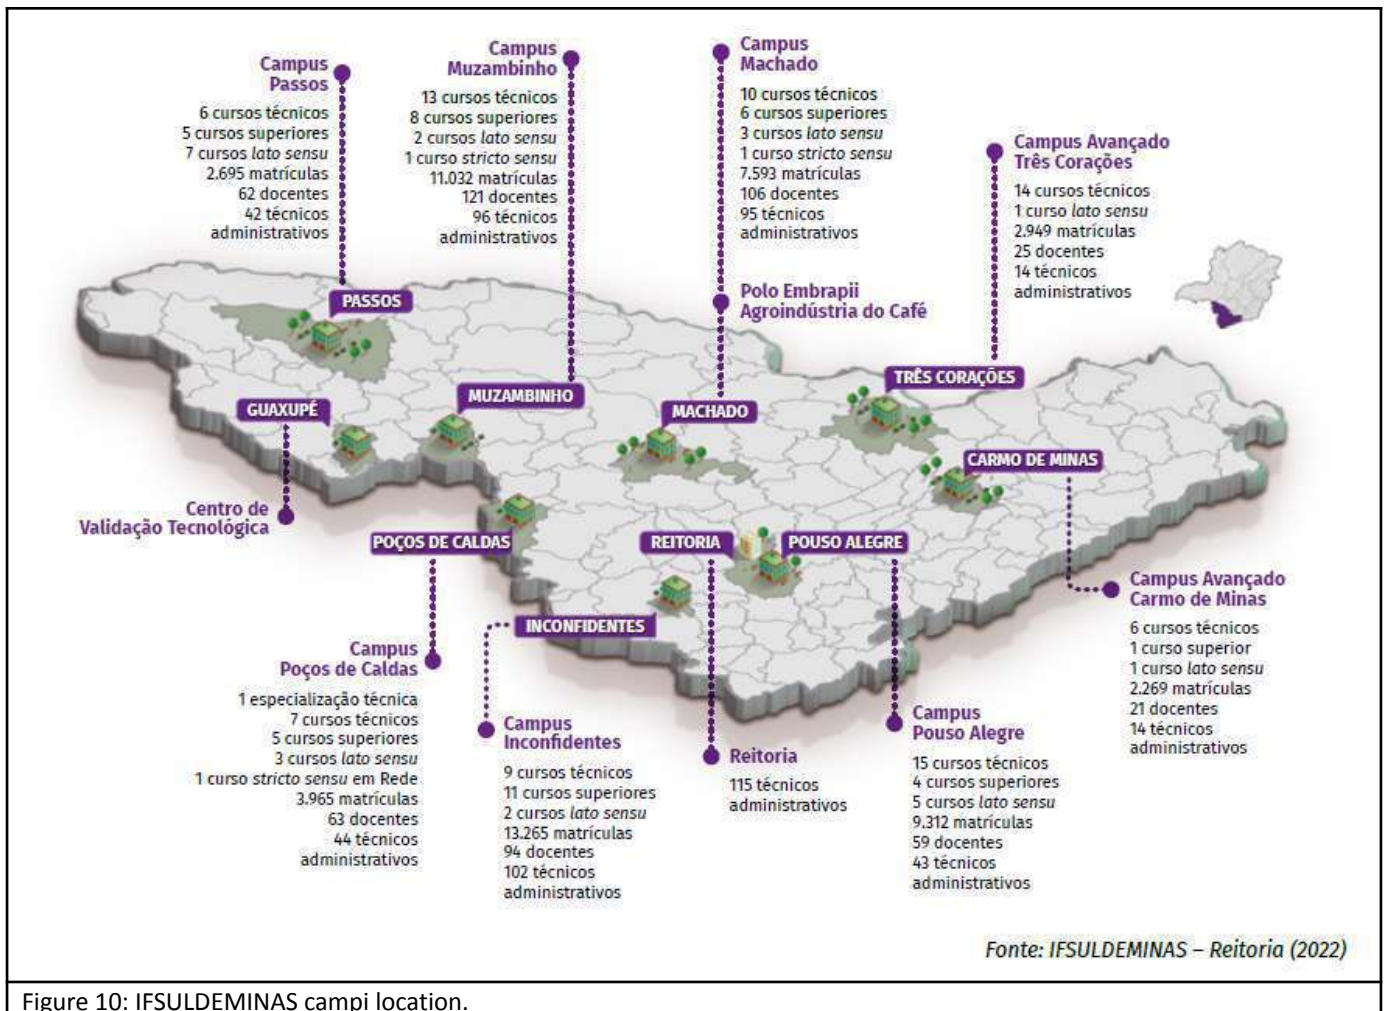 Campus
Passos
6 cursos técnicos
5 cursos superiores
7 cursos lato sensu
2.695 matrículas
62 docentes
42 técnicos
administrativos
Campus
Muzambinho
13 cursos técnicos
8 cursos superiores
2 cursos lato sensu
1 curso stricto sensu
11.032 matrículas
121 docentes
96 técnicos
administrativos
Campus
Machado
10 cursos técnicos
6 cursos superiores
3 cursos lato sensu
1 curso stricto sensu
7.593 matrículas
106 docentes
95 técnicos
administrativos
Polo Embrapii
Agroindústria do Café
Campus Avançado
Três Corações
14 cursos técnicos
1 curso lato sensu
2.949 matrículas
25 docentes
14 técnicos
administrativos
PASSOS
GUAXUPÉ
MUZAMBINHO
MACHADO
TRÊS CORAÇÕES
CARMO DE MINAS
POÇOS DE CALDAS
REITORIA
POUSO ALEGRE
INCONFIDENTES
Centro de
Validação Tecnológica
Campus
Poços de Caldas
1 especialização técnica
7 cursos técnicos
5 cursos superiores
3 cursos lato sensu
1 curso stricto sensu em Rede
3.965 matrículas
63 docentes
44 técnicos
administrativos
Campus
Inconfidentes
9 cursos técnicos
11 cursos superiores
2 cursos lato sensu
13.265 matrículas
94 docentes
102 técnicos
administrativos
Reitoria
115 técnicos
administrativos
Campus
Pouso Alegre
15 cursos técnicos
4 cursos superiores
5 cursos lato sensu
9.312 matrículas
59 docentes
43 técnicos
administrativos
Campus Avançado
Carmo de Minas
6 cursos técnicos
1 curso superior
1 curso lato sensu
2.269 matrículas
21 docentes
14 técnicos
administrativos
Fonte: IFSULDEMINAS – Reitoria (2022)
Figure 10: IFSULDEMINAS campi location.